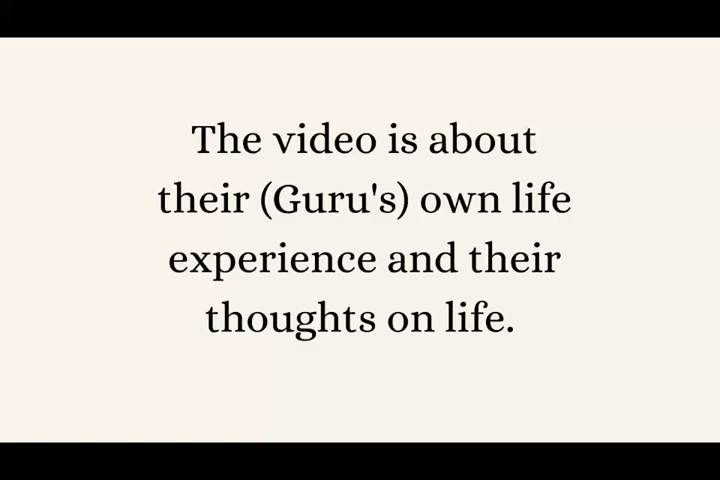 The video is about
their (Guru's) own life
experience and their
thoughts on life.